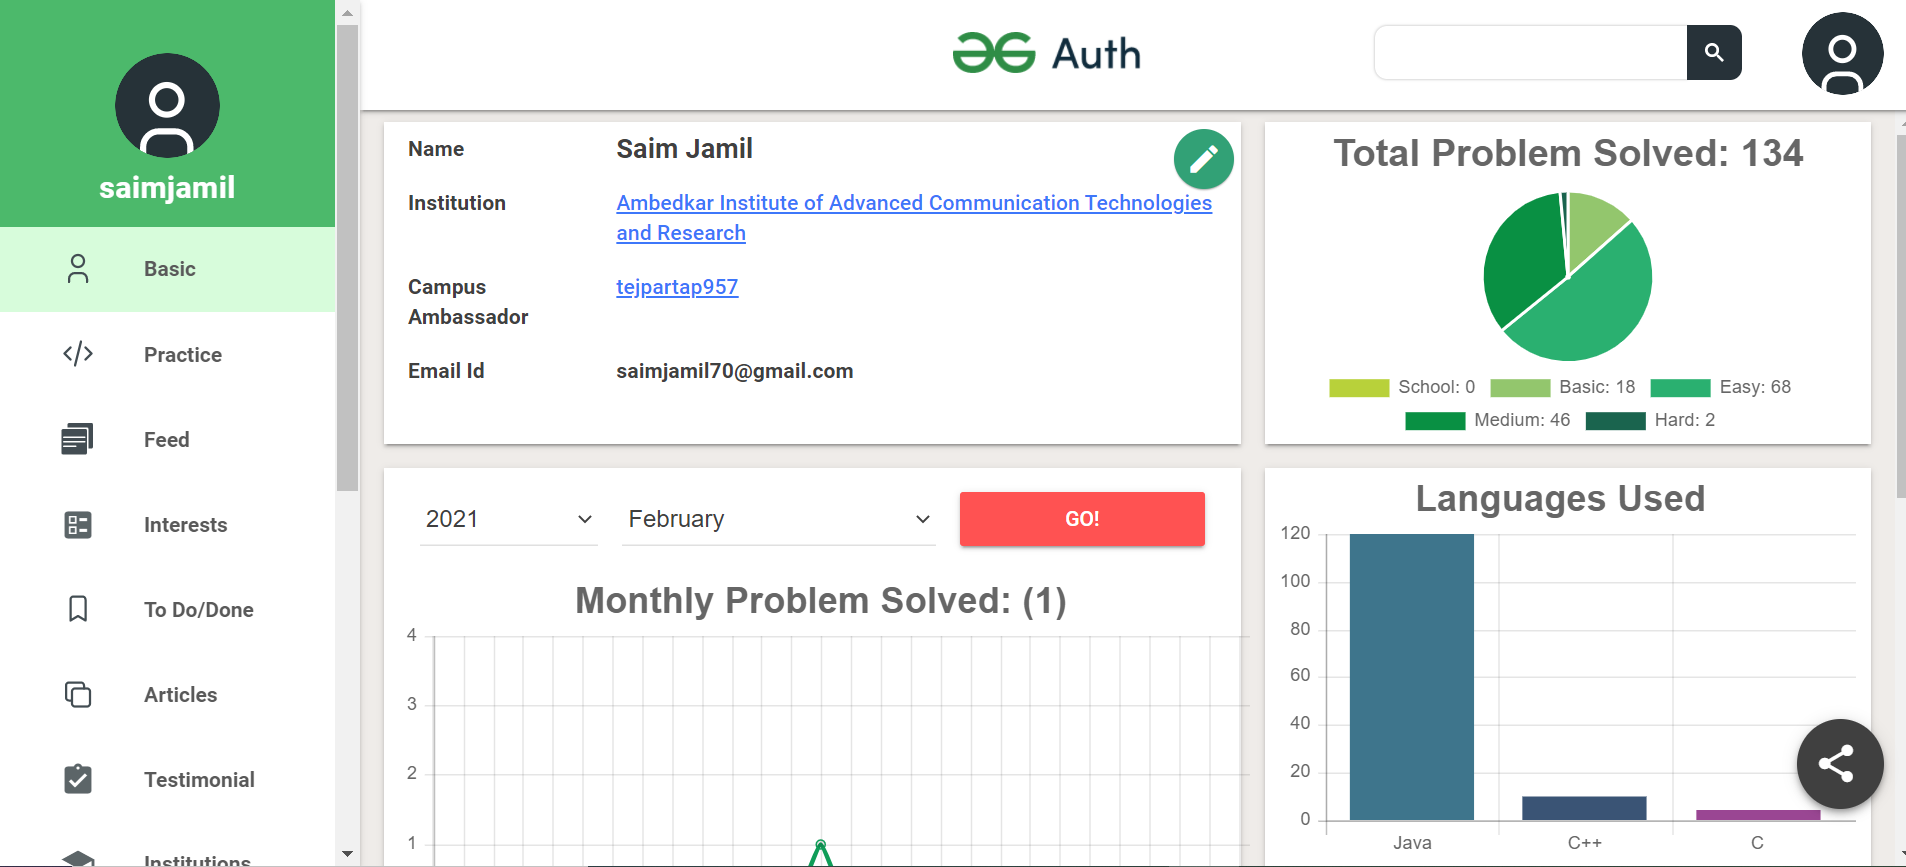 saimjamil
Basic
Practice
Feed
Interests
To Do/Done
Articles
Testimonial
Institutions
Auth
Name
Saim Jamil
Institution
Ambedkar Institute of Advanced Communication Technologies
and Research
Campus
Ambassador
tejpartap957
Email Id
saimjamil70@gmail.com
Total Problem Solved: 134
School: 0 Basic: 18 Easy: 68
Medium: 46 Hard: 2
2021 February GO!
Monthly Problem Solved: (1)
4
3
2
1
Languages Used
120
100
80
60
40
20
0
Java C++ C